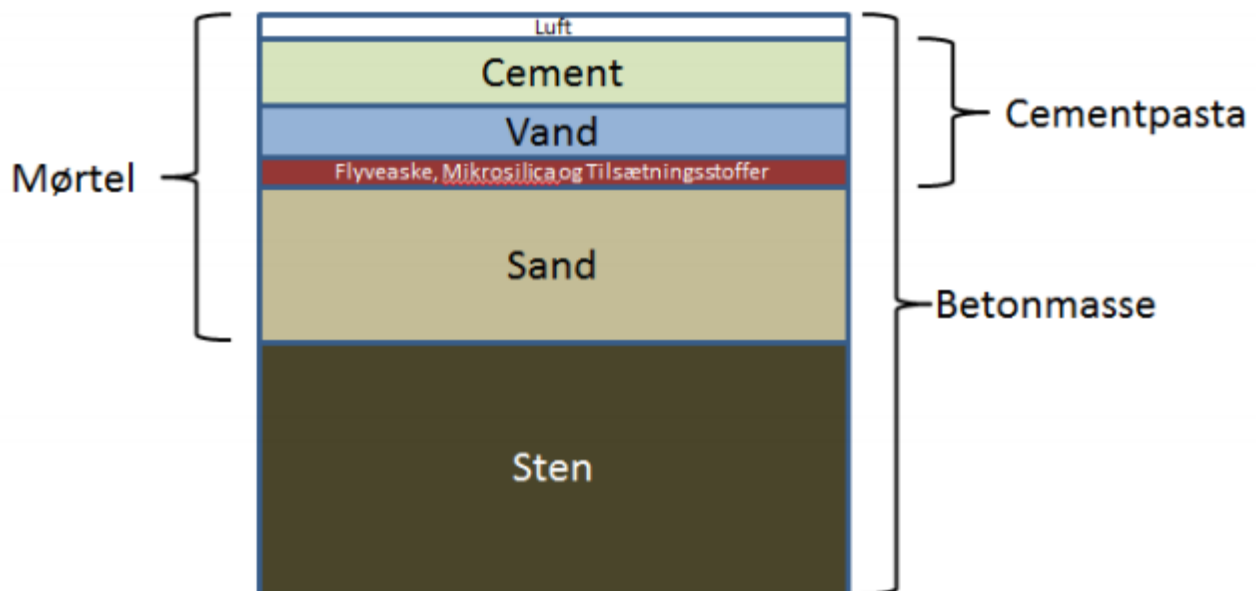 Luft
Cement
Cementpasta
Vand
Mørtel
Flyveaske, Mikrosilica og Tilsætningsstoffer
Sand
Betonmasse
Sten